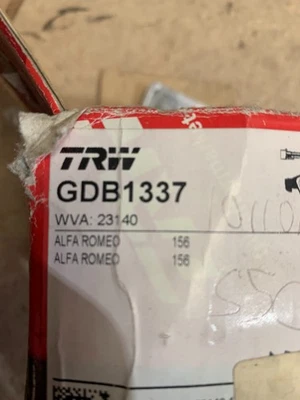 TRW
GDB1337
WVA: 23140
ALFA ROMEO 156
ALFA ROMEO 156